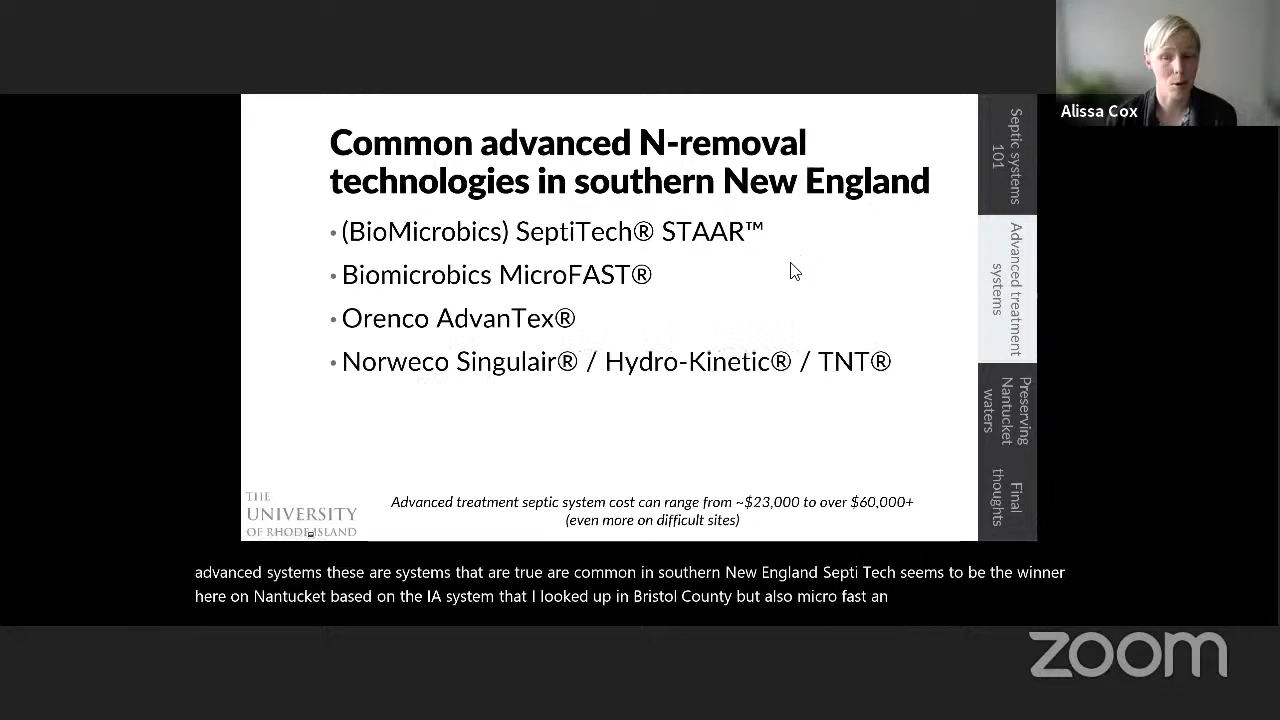 Alissa Cox
Common advanced N-removal
technologies in southern New England
• (BioMicrobics) SeptiTech® STAAR™
• Biomicrobics MicroFAST®
• Orenco AdvanTex®
• Norweco Singulair® / Hydro-Kinetic® / TNT®
Advanced treatment septic system cost can range from ~$23,000 to over $60,000+
(even more on difficult sites)
THE
UNIVERSITY
OF RHODE ISLAND
Septic systems
101
Advanced treatment
systems
Preserving
Nantucket
waters
Final
thoughts
advanced systems these are systems that are true are common in southern New England Septi Tech seems to be the winner
here on Nantucket based on the IA system that I looked up in Bristol County but also micro fast an
zoom